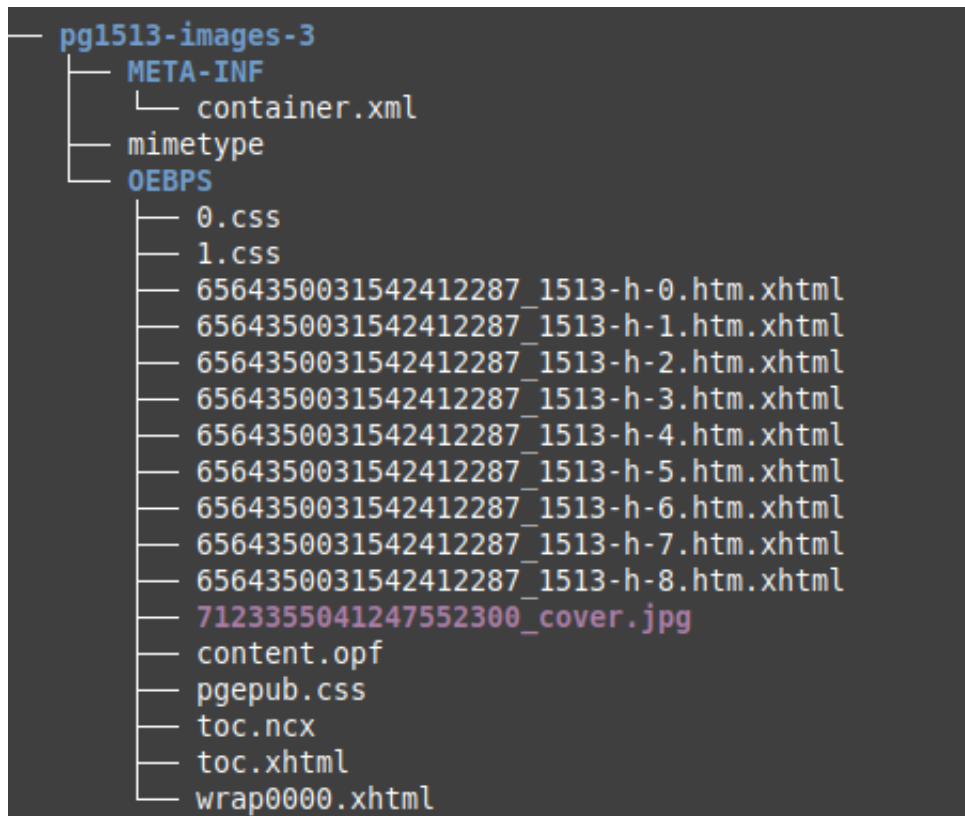 pg1513-images-3
META-INF
container.xml
mimetype
OEBPS
0.css
1.css
6564350031542412287_1513-h-0.htm.xhtml
6564350031542412287_1513-h-1.htm.xhtml
6564350031542412287_1513-h-2.htm.xhtml
6564350031542412287_1513-h-3.htm.xhtml
6564350031542412287_1513-h-4.htm.xhtml
6564350031542412287_1513-h-5.htm.xhtml
6564350031542412287_1513-h-6.htm.xhtml
6564350031542412287_1513-h-7.htm.xhtml
6564350031542412287_1513-h-8.htm.xhtml
7123355041247552300_cover.jpg
content.opf
pgepub.css
toc.ncx
toc.xhtml
wrap0000.xhtml